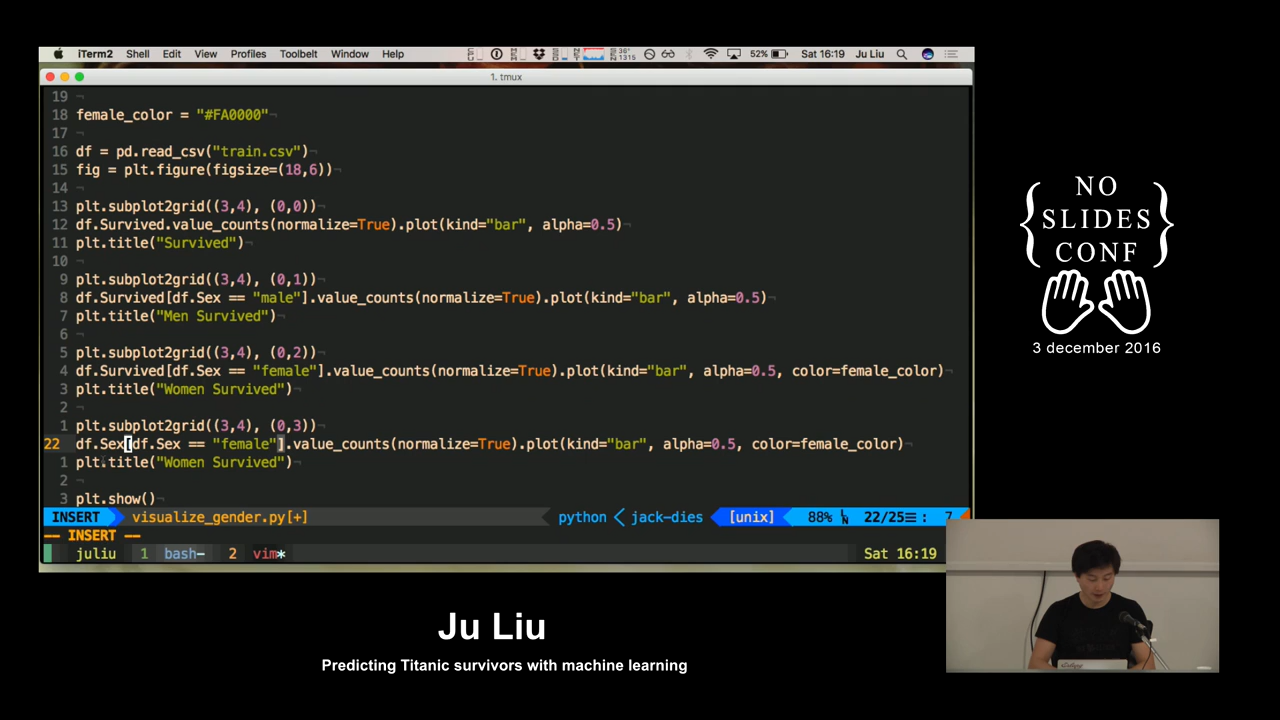 iTerm2 Shell Edit View Profiles Toolbelt Window Help 36° 1315 52% Sat 16:19 Ju Liu
1. tmux
19
18 female_color = "#FA0000"¬
17 ¬
16 df = pd.read_csv("train.csv")¬
15 fig = plt.figure(figsize=(18,6))¬
14 ¬
13 plt.subplot2grid((3,4), (0,0))¬
12 df.Survived.value_counts(normalize=True).plot(kind="bar", alpha=0.5)¬
11 plt.title("Survived")¬
10 ¬
9 plt.subplot2grid((3,4), (0,1))¬
8 df.Survived[df.Sex == "male"].value_counts(normalize=True).plot(kind="bar", alpha=0.5)¬
7 plt.title("Men Survived")¬
6 ¬
5 plt.subplot2grid((3,4), (0,2))¬
4 df.Survived[df.Sex == "female"].value_counts(normalize=True).plot(kind="bar", alpha=0.5, color=female_color)¬
3 plt.title("Women Survived")¬
2 ¬
1 plt.subplot2grid((3,4), (0,3))¬
22 df.Sex[df.Sex == "female"].value_counts(normalize=True).plot(kind="bar", alpha=0.5, color=female_color)¬
1 plt.title("Women Survived")¬
2 ¬
3 plt.show()¬
INSERT visualize_gender.py[+] python < jack-dies [unix] 88% 22/25 : 7
-- INSERT --
juliu 1 bash- 2 vim* Sat 16:19
NO
SLIDES
CONF
3 december 2016
Ju Liu
Predicting Titanic survivors with machine learning